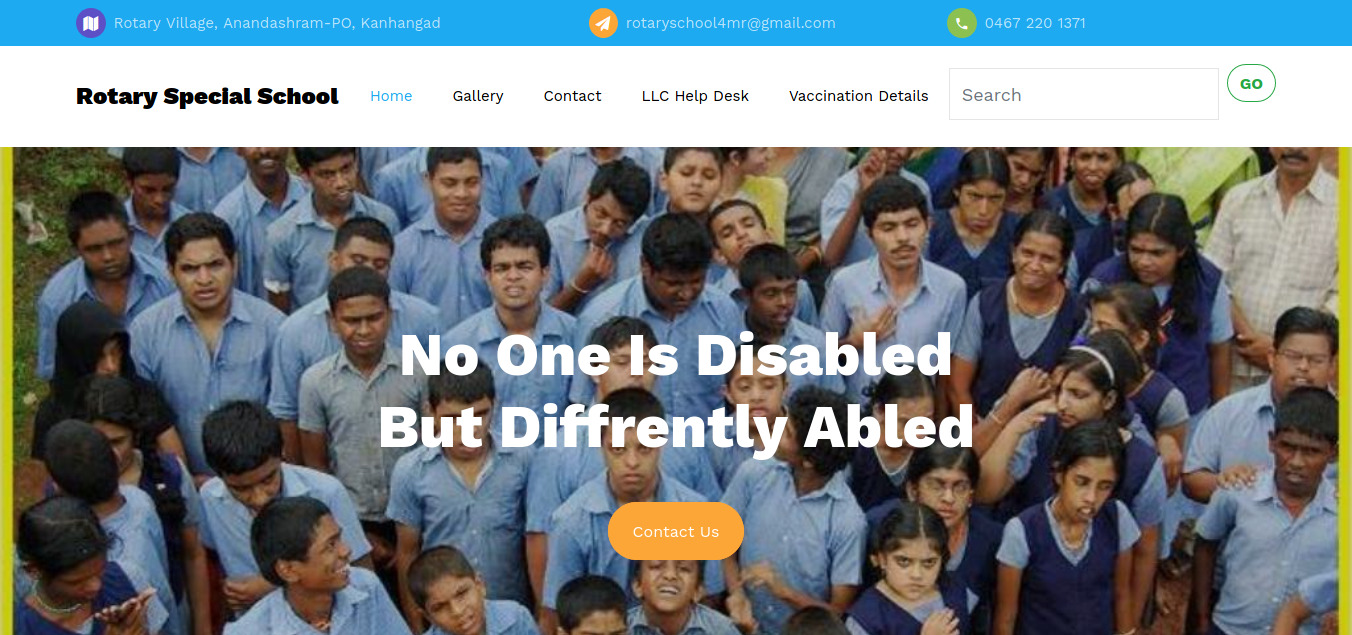 Rotary Village, Anandashram-PO, Kanhangad
rotaryschool4mr@gmail.com
0467 220 1371
Rotary Special School
Home
Gallery
Contact
LLC Help Desk
Vaccination Details
Search
GO
No One Is Disabled
But Diffrently Abled
Contact Us